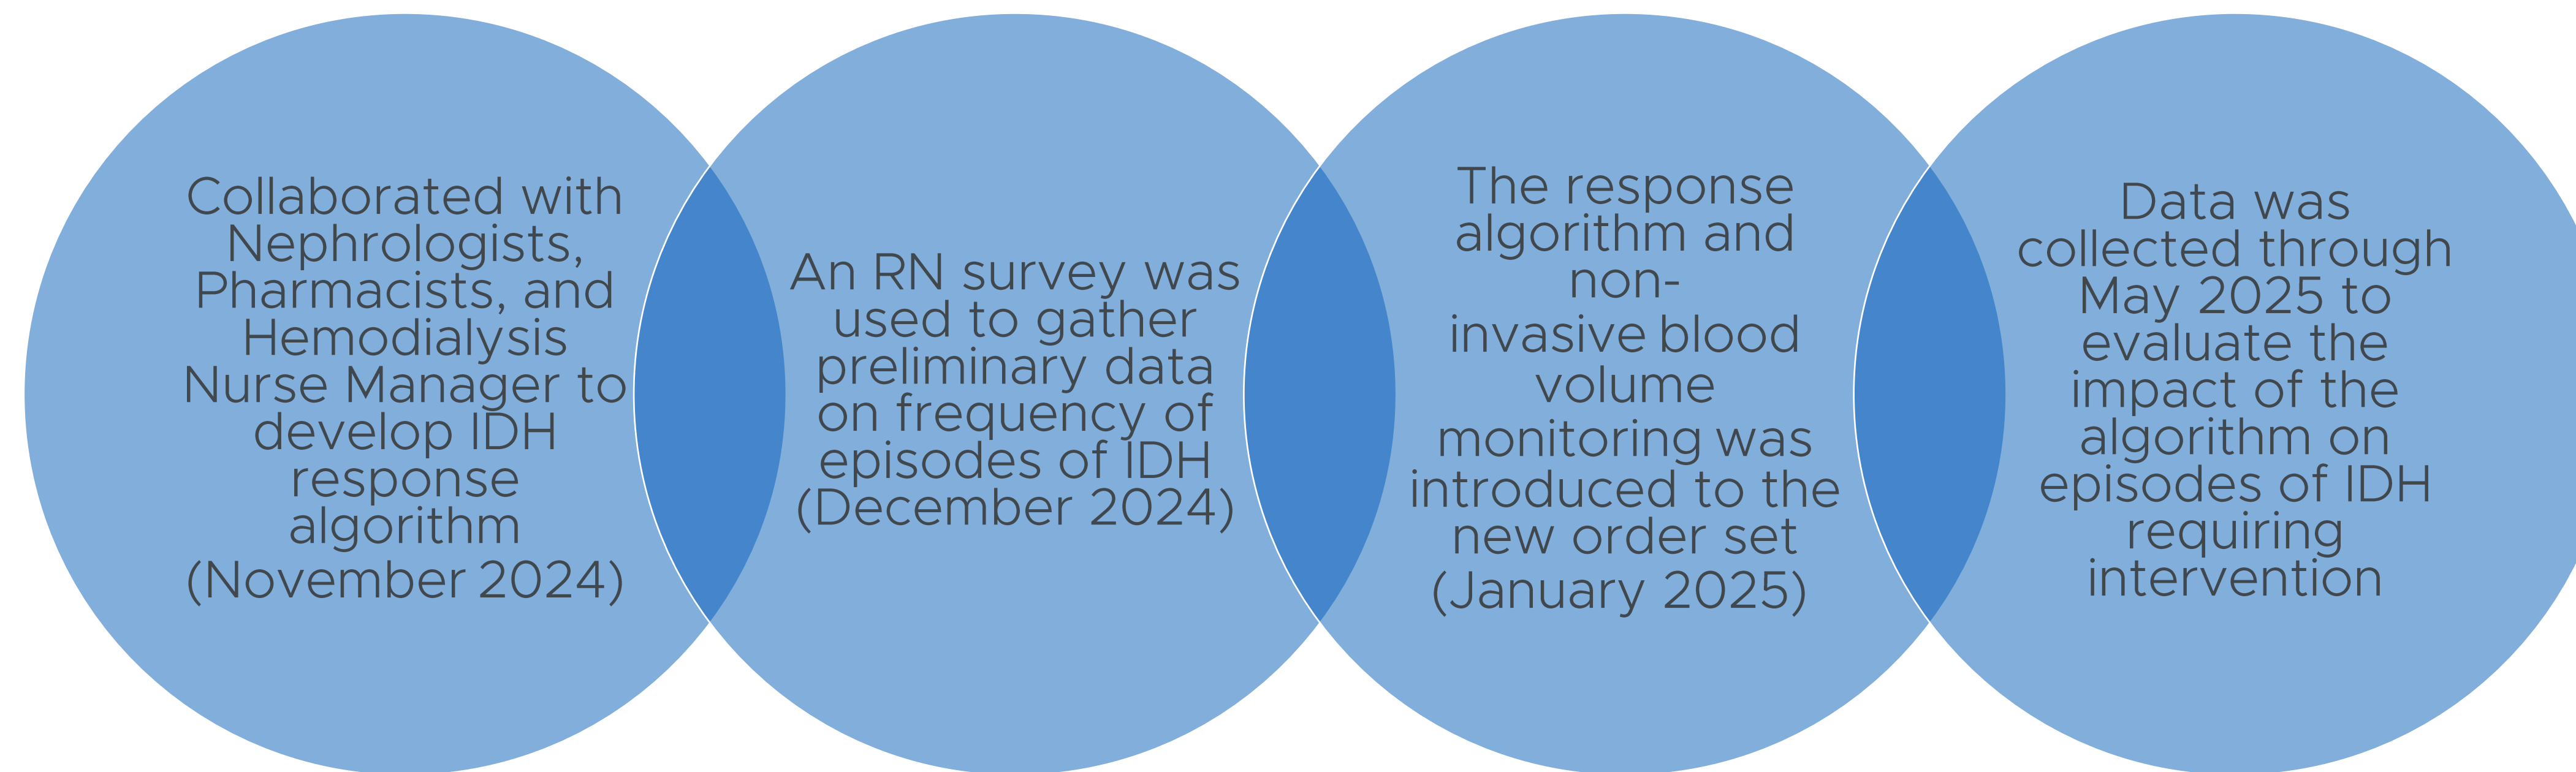 Collaborated with
Nephrologists,
Pharmacists, and
Hemodialysis
Nurse Manager to
develop IDH
response
algorithm
(November 2024)
An RN survey was
used to gather
preliminary data
on frequency of
episodes of IDH
(December 2024)
The response
algorithm and
non-
invasive blood
volume
monitoring was
introduced to the
new order set
(January 2025)
Data was
collected through
May 2025 to
evaluate the
impact of the
algorithm on
episodes of IDH
requiring
intervention